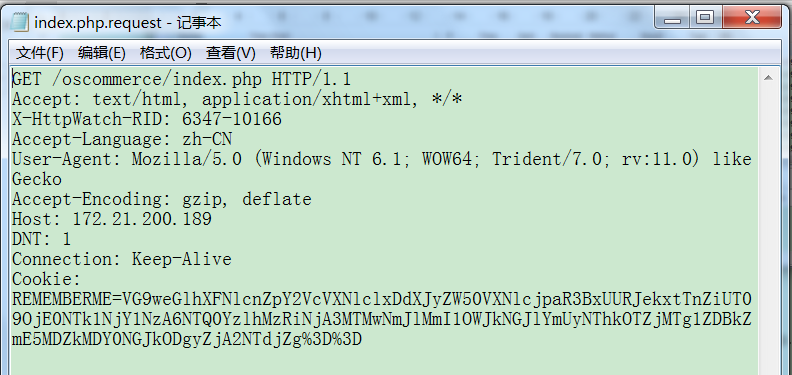 index.php.request - 记事本
文件(F) 编辑(E) 格式(O) 查看(V) 帮助(H)
GET /oscommerce/index.php HTTP/1.1
Accept: text/html, application/xhtml+xml, */*
X-HttpWatch-RID: 6347-10166
Accept-Language: zh-CN
User-Agent: Mozilla/5.0 (Windows NT 6.1; WOW64; Trident/7.0; rv:11.0) like
Gecko
Accept-Encoding: gzip, deflate
Host: 172.21.200.189
DNT: 1
Connection: Keep-Alive
Cookie:
REMEMBERME=VG9weGlhXFNlcnZpY2VcVXNlclxDdXJyZW50VXNlcjpaR3BxUURJekxtTnZiUT0
9OjE0NTk1NjY1NzA6NTQ0YzlhMzRiNjA3MTMwNmJlMmI1OWJkNGJlYmUyNThkOTZjMTg1ZDBkZ
mE5MDZkMDY0NGJkODgyZjA2NTdjZg%3D%3D